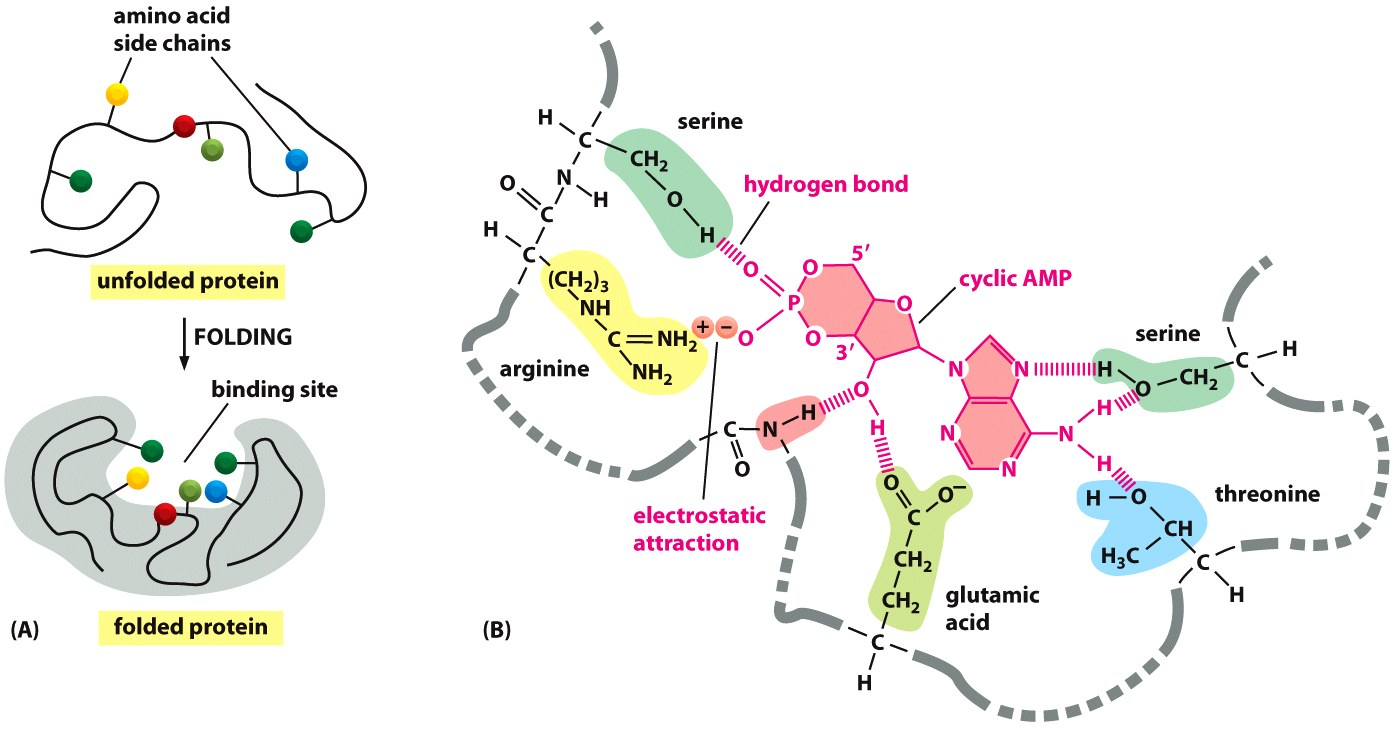 amino acid
side chains
unfolded protein
FOLDING
binding site
folded protein
(A)
serine
H
C
CH₂
O
H
N
H
O
C
H
C
hydrogen bond
(CH₂)₃
NH
C
NH₂
NH₂
+
−
arginine
O
P
O
O
O
5′
3′
O
cyclic AMP
N
N
N
N
N
H
H
O
H
serine
H
O
CH₂
C
H
C
O
N
H
electrostatic
attraction
O
C
O⁻
CH₂
CH₂
C
H
glutamic
acid
threonine
H
O
CH
H₃C
C
H
(B)